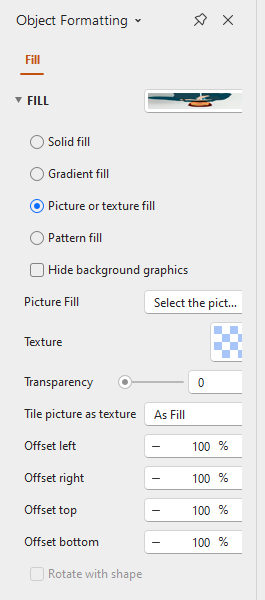 Object Formatting
Fill
FILL
Solid fill
Gradient fill
Picture or texture fill
Pattern fill
Hide background graphics
Picture Fill Select the pict...
Texture
Transparency 0
Tile picture as texture As Fill
Offset left − 100 %
Offset right − 100 %
Offset top − 100 %
Offset bottom − 100 %
Rotate with shape